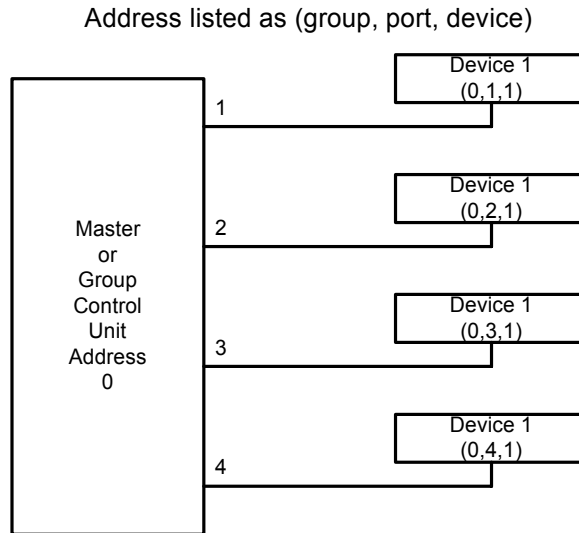 Address listed as (group, port, device)
Device 1
(0,1,1)
1
Device 1
(0,2,1)
2
Master
or
Group
Control
Unit
Address
0
Device 1
(0,3,1)
3
Device 1
(0,4,1)
4